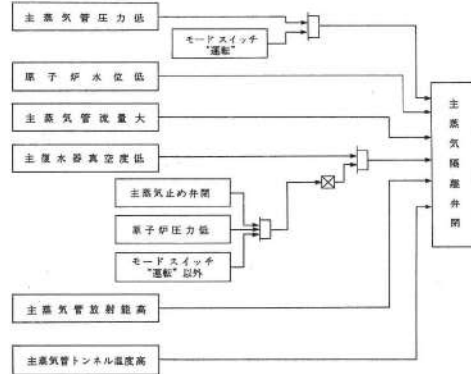 主蒸気管圧力低
モードスイッチ
“運転”
原子炉水位低
主蒸気管流量大
主復水器真空度低
主蒸気止め弁閉
原子炉圧力低
モードスイッチ
“運転”以外
主蒸気管放射能高
主蒸気管トンネル温度高
主蒸気隔離弁閉